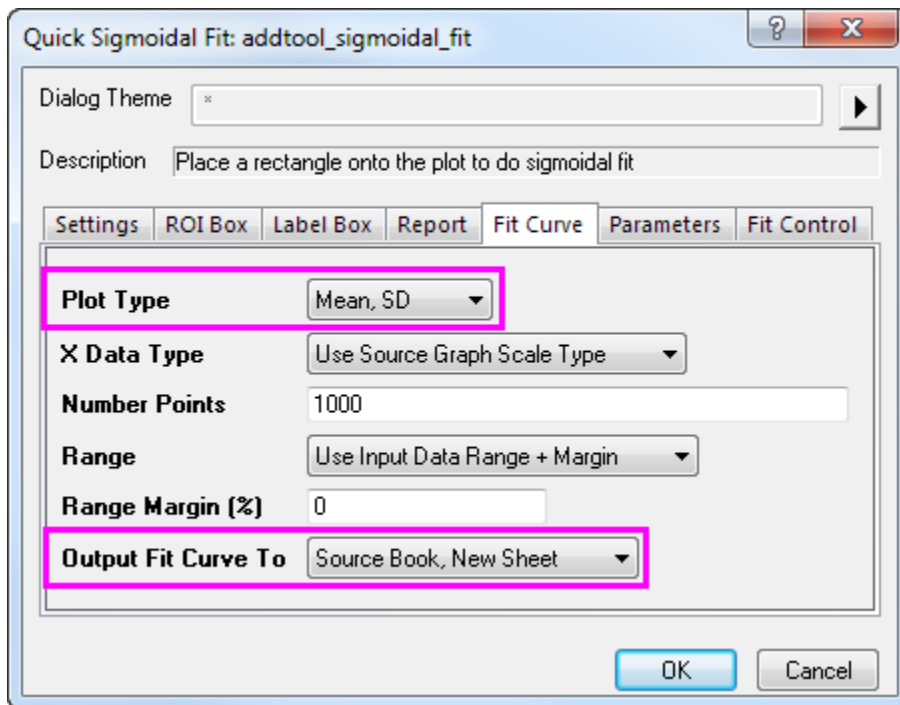 Quick Sigmoidal Fit: addtool_sigmoidal_fit
?
Dialog Theme *
Description Place a rectangle onto the plot to do sigmoidal fit
Settings ROI Box Label Box Report Fit Curve Parameters Fit Control
Plot Type Mean, SD
X Data Type Use Source Graph Scale Type
Number Points 1000
Range Use Input Data Range + Margin
Range Margin (%) 0
Output Fit Curve To Source Book, New Sheet
OK Cancel